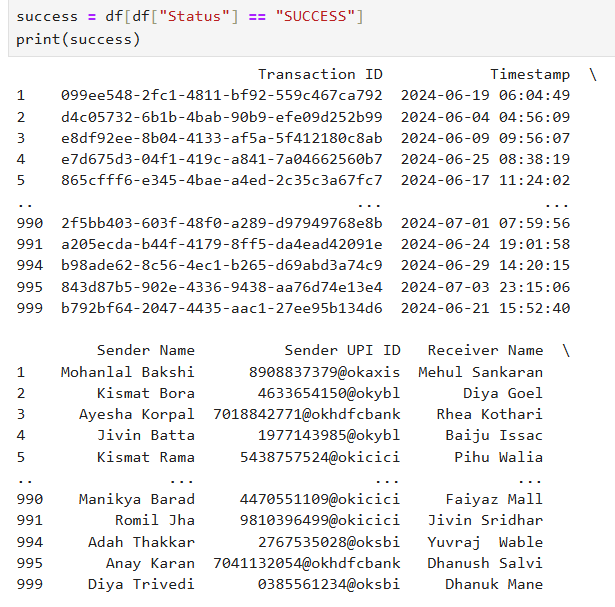 success = df[df["Status"] == "SUCCESS"]
print(success)
Transaction ID Timestamp \
1 099ee548-2fc1-4811-bf92-559c467ca792 2024-06-19 06:04:49
2 d4c05732-6b1b-4bab-90b9-efe09d252b99 2024-06-04 04:56:09
3 e8df92ee-8b04-4133-af5a-5f412180c8ab 2024-06-09 09:56:07
4 e7d675d3-04f1-419c-a841-7a04662560b7 2024-06-25 08:38:19
5 865cfff6-e345-4bae-a4ed-2c35c3a67fc7 2024-06-17 11:24:02
.. ... ...
990 2f5bb403-603f-48f0-a289-d97949768e8b 2024-07-01 07:59:56
991 a205ecda-b44f-4179-8ff5-da4ead42091e 2024-06-24 19:01:58
994 b98ade62-8c56-4ec1-b265-d69abd3a74c9 2024-06-29 14:20:15
995 843d87b5-902e-4336-9438-aa76d74e13e4 2024-07-03 23:15:06
999 b792bf64-2047-4435-aac1-27ee95b134d6 2024-06-21 15:52:40
Sender Name Sender UPI ID Receiver Name \
1 Mohanlal Bakshi 8908837379@okaxis Mehul Sankaran
2 Kismat Bora 4633654150@okybl Diya Goel
3 Ayesha Korpal 7018842771@okhdfcbank Rhea Kothari
4 Jivin Batta 1977143985@okybl Baiju Issac
5 Kismat Rama 5438757524@okicici Pihu Walia
.. ... ... ...
990 Manikya Barad 4470551109@okicici Faiyaz Mall
991 Romil Jha 9810396499@okicici Jivin Sridhar
994 Adah Thakkar 2767535028@oksbi Yuvraj  Wable
995 Anay Karan 7041132054@okhdfcbank Dhanush Salvi
999 Diya Trivedi 0385561234@oksbi Dhanuk Mane